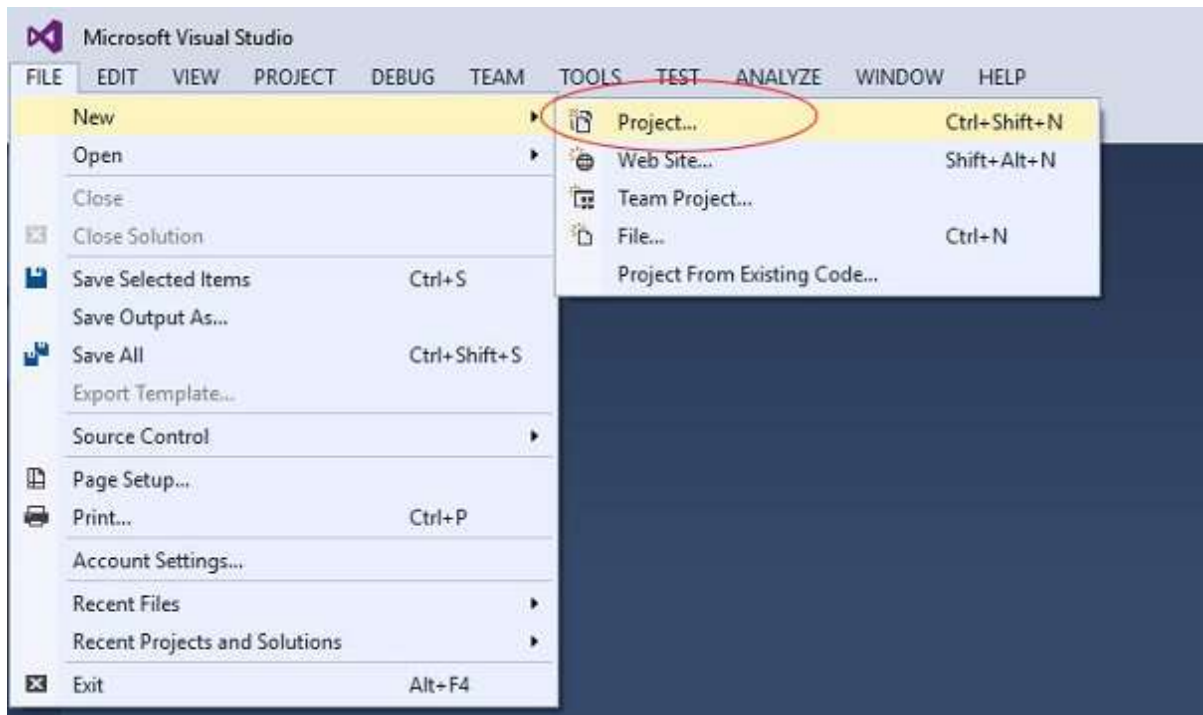 Microsoft Visual Studio
FILE EDIT VIEW PROJECT DEBUG TEAM TOOLS TEST ANALYZE WINDOW HELP
New
Open
Close
Close Solution
Save Selected Items Ctrl+S
Save Output As...
Save All Ctrl+Shift+S
Export Template...
Source Control
Page Setup...
Print... Ctrl+P
Account Settings...
Recent Files
Recent Projects and Solutions
Exit Alt+F4
Project... Ctrl+Shift+N
Web Site... Shift+Alt+N
Team Project...
File... Ctrl+N
Project From Existing Code...